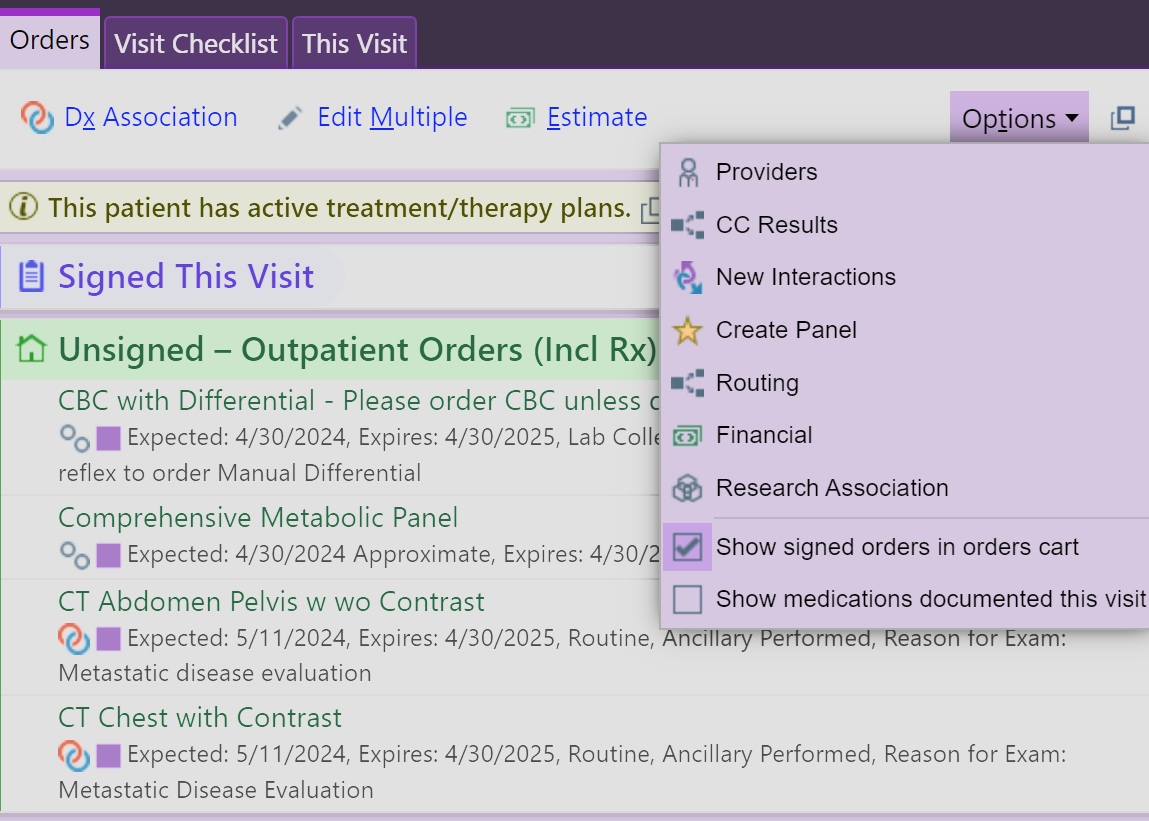 Orders
Visit Checklist
This Visit
Dx Association
Edit Multiple
Estimate
Options
This patient has active treatment/therapy plans.
Signed This Visit
Unsigned – Outpatient Orders (Incl Rx)
CBC with Differential - Please order CBC unless
Expected: 4/30/2024, Expires: 4/30/2025, Lab
reflex to order Manual Differential
Comprehensive Metabolic Panel
Expected: 4/30/2024 Approximate, Expires:
CT Abdomen Pelvis w wo Contrast
Expected: 5/11/2024, Expires: 4/30/2025, Routine, Ancillary Performed, Reason for Exam:
Metastatic disease evaluation
CT Chest with Contrast
Expected: 5/11/2024, Expires: 4/30/2025, Routine, Ancillary Performed, Reason for Exam:
Metastatic Disease Evaluation
Providers
CC Results
New Interactions
Create Panel
Routing
Financial
Research Association
Show signed orders in orders cart
Show medications documented this visit